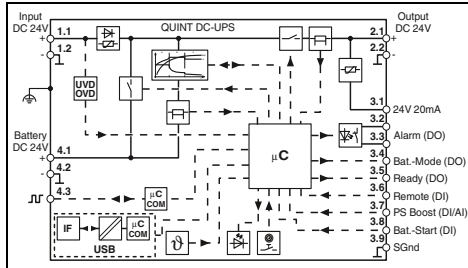 Input
DC 24V
QUINT DC-UPS
Output
DC 24V
+
1.1
2.1
+
-
1.2
2.2
-
UVD
OVD
3.1
24V 20mA
3.2
Alarm (DO)
3.3
Battery
DC 24V
+
4.1
µC
3.4
Bat.-Mode (DO)
-
4.2
3.5
Ready (DO)
4.3
µC
COM
3.6
Remote (DI)
3.7
PS Boost (DI/AI)
IF
µC
COM
ϑ
3.8
Bat.-Start (DI)
USB
3.9
SGnd